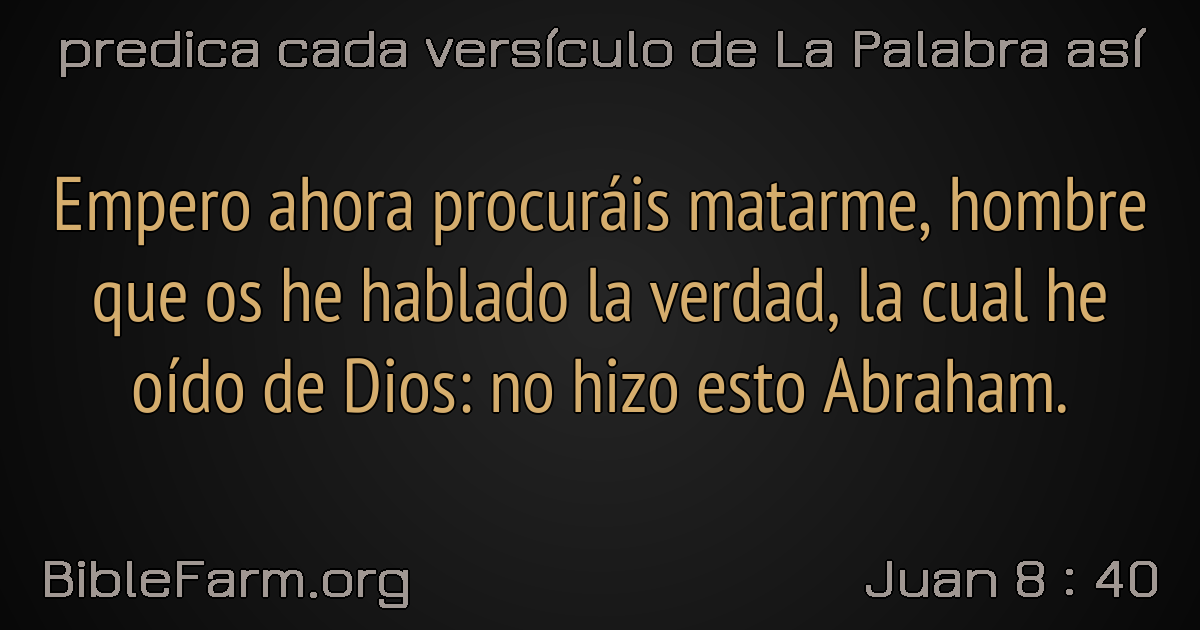 predica cada versículo de La Palabra así
Empero ahora procuráis matarme, hombre
que os he hablado la verdad, la cual he
oído de Dios: no hizo esto Abraham.
BibleFarm.org
Juan 8 : 40